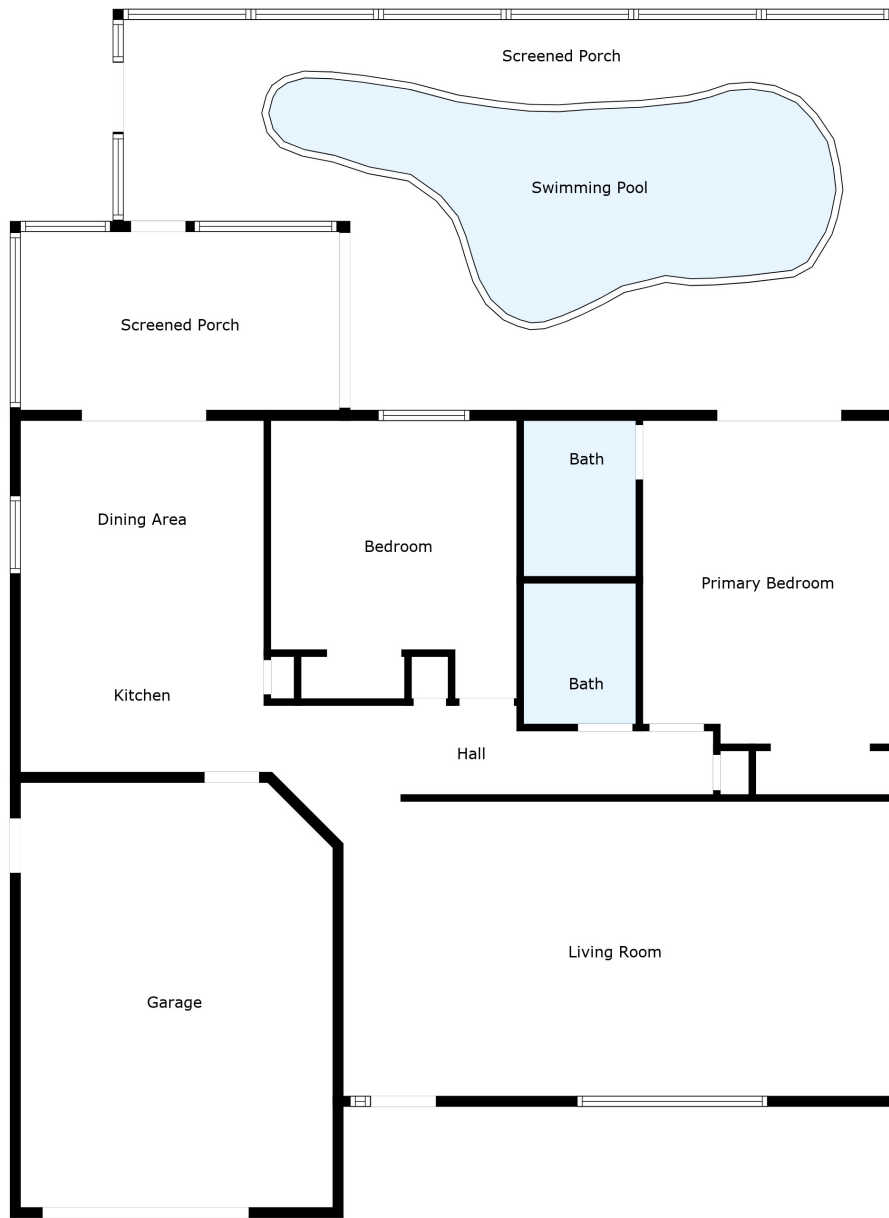 Screened Porch
Swimming Pool
Screened Porch
Bath
Dining Area
Bedroom
Primary Bedroom
Bath
Kitchen
Hall
Living Room
Garage